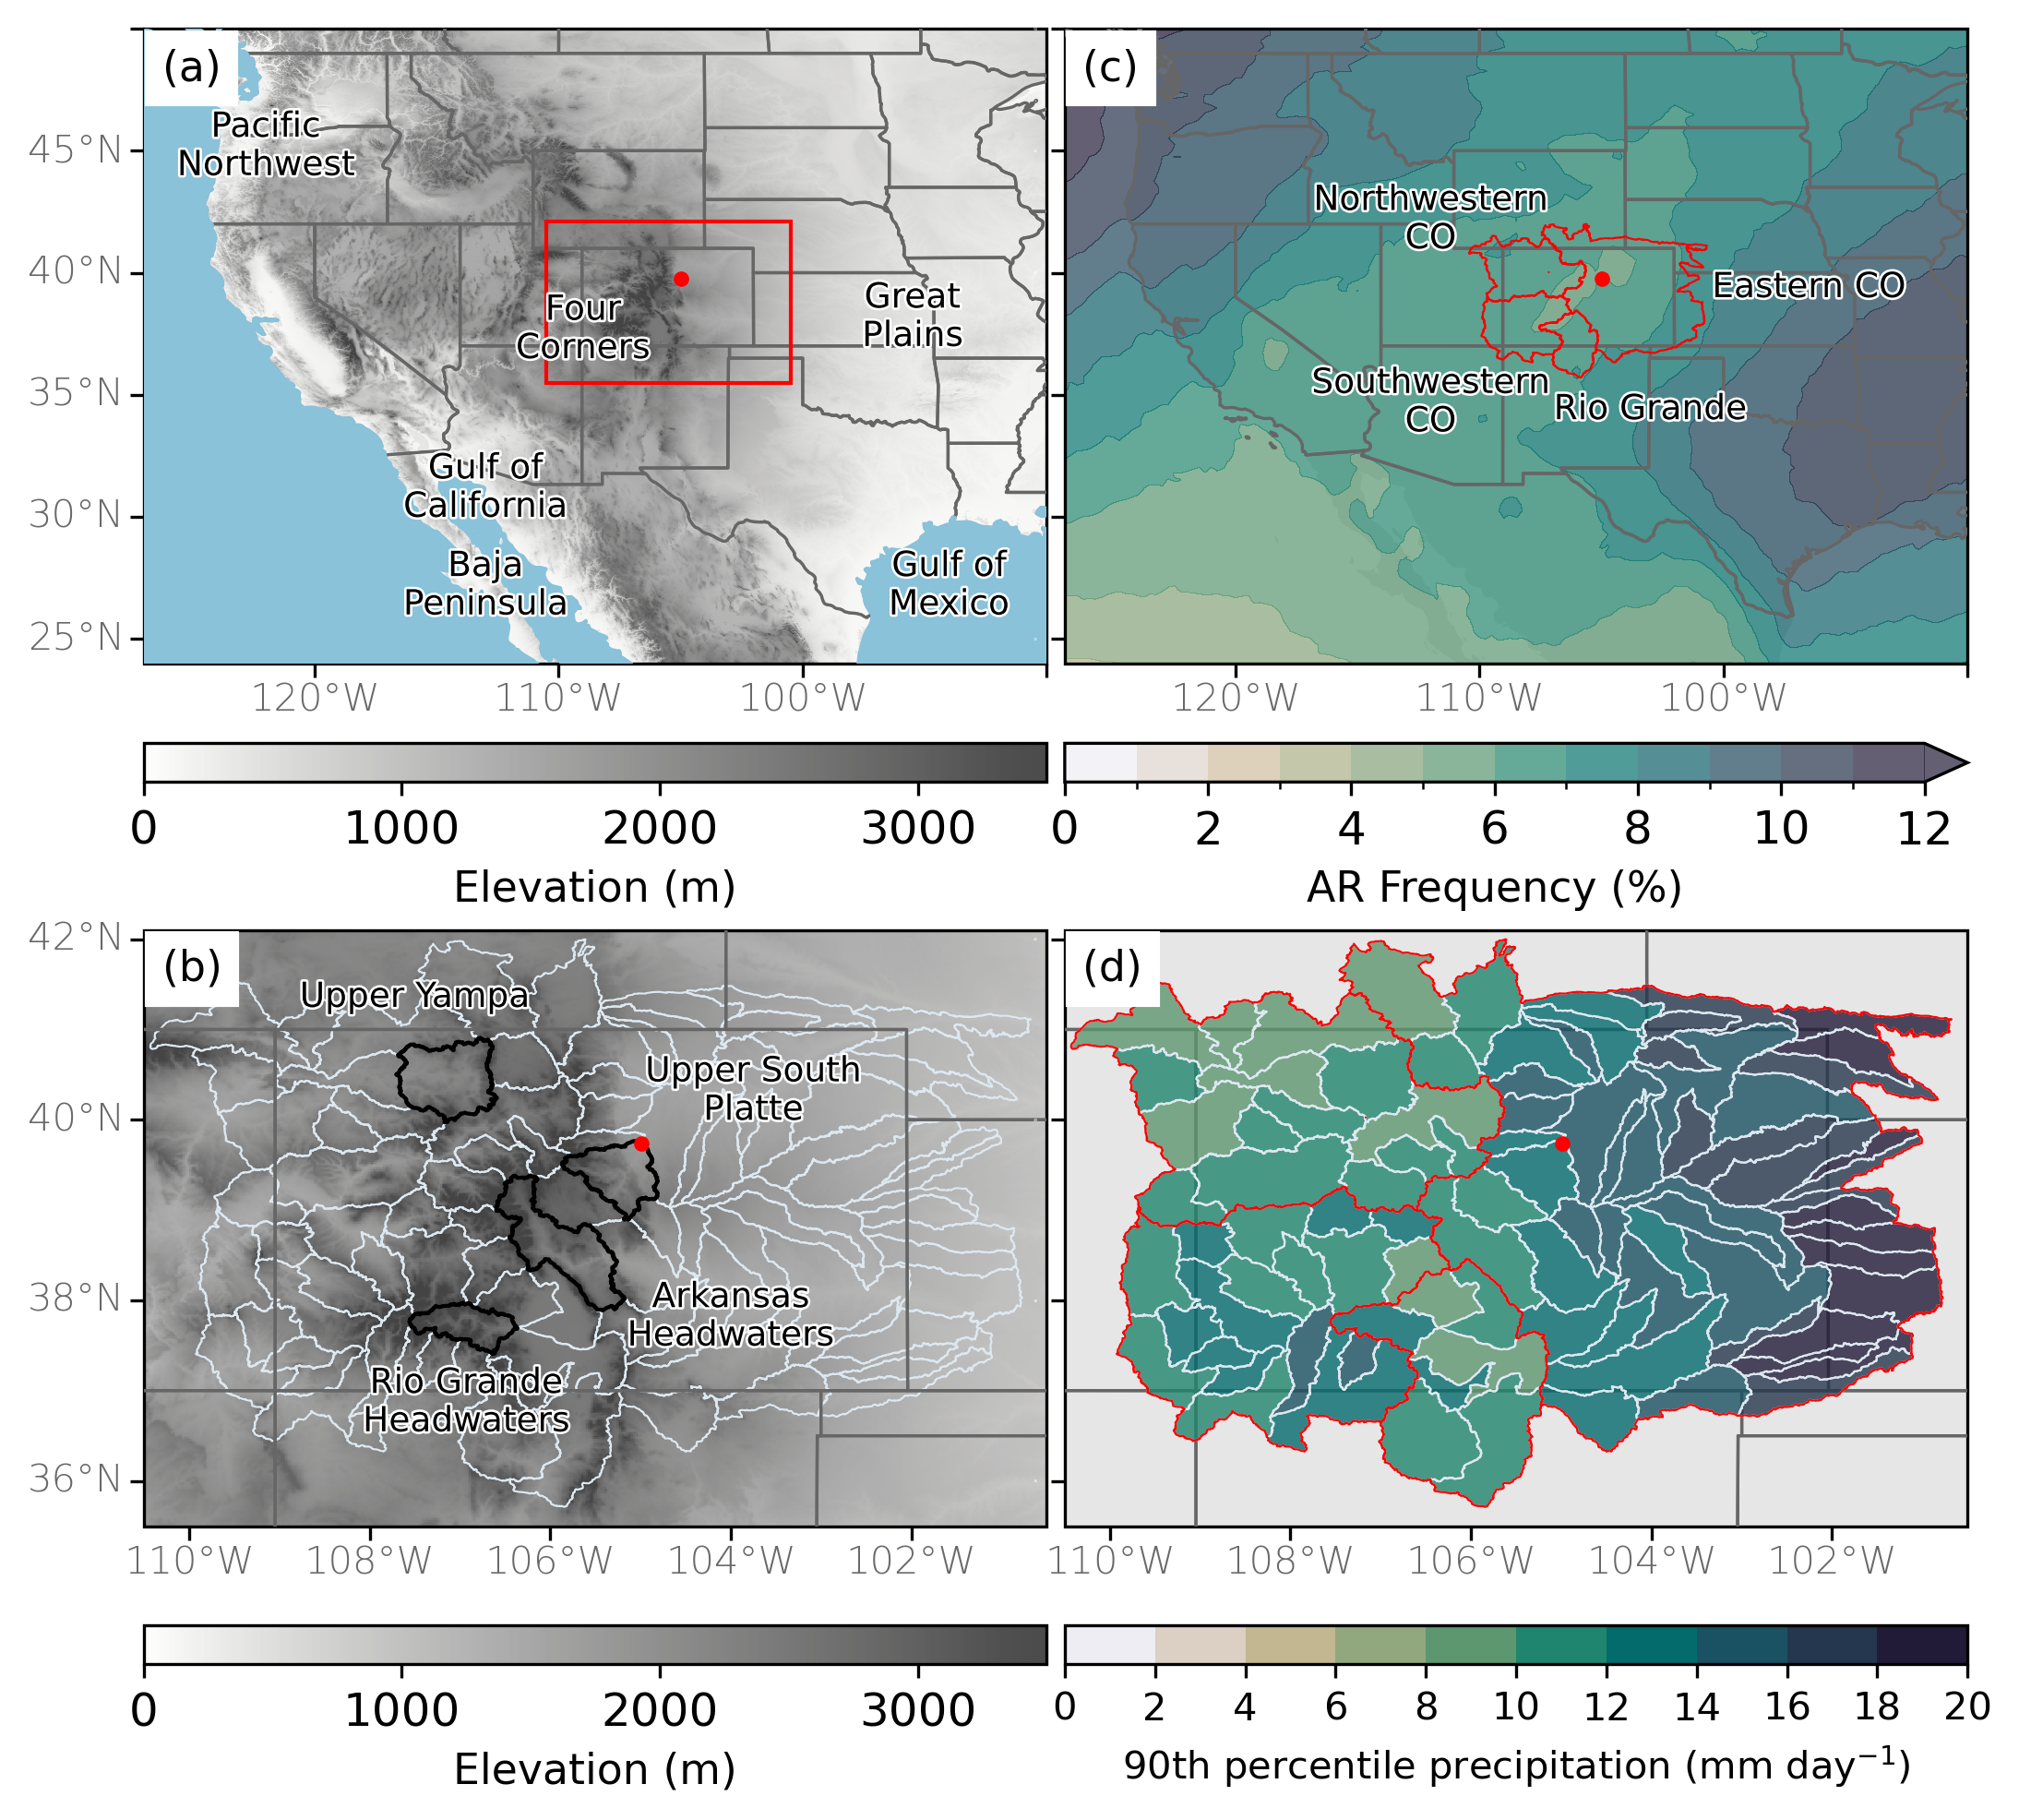 (a)
Pacific
Northwest
Four
Corners
Great
Plains
Gulf of
California
Baja
Peninsula
Gulf of
Mexico
45°N
40°N
35°N
30°N
25°N
120°W
110°W
100°W
0
1000
2000
3000
Elevation (m)
(c)
Northwestern
CO
Eastern CO
Southwestern
CO
Rio Grande
120°W
110°W
100°W
0
2
4
6
8
10
12
AR Frequency (%)
(b)
Upper Yampa
Upper South
Platte
Arkansas
Headwaters
Rio Grande
Headwaters
42°N
40°N
38°N
36°N
110°W
108°W
106°W
104°W
102°W
0
1000
2000
3000
Elevation (m)
(d)
110°W
108°W
106°W
104°W
102°W
0
2
4
6
8
10
12
14
16
18
20
90th percentile precipitation (mm day⁻¹)